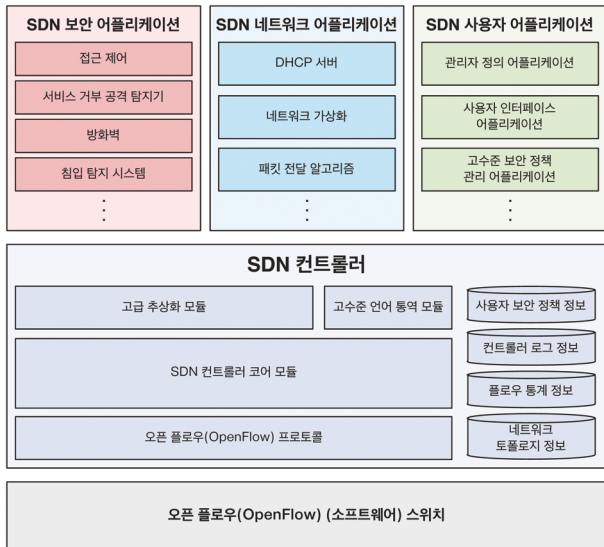 SDN 보안 어플리케이션
접근 제어
서비스 거부 공격 탐지기
방화벽
침입 탐지 시스템
SDN 네트워크 어플리케이션
DHCP 서버
네트워크 가상화
패킷 전달 알고리즘
SDN 사용자 어플리케이션
관리자 정의 어플리케이션
사용자 인터페이스
어플리케이션
고수준 보안 정책
관리 어플리케이션
SDN 컨트롤러
고급 추상화 모듈
고수준 언어 통역 모듈
SDN 컨트롤러 코어 모듈
오픈 플로우(OpenFlow) 프로토콜
사용자 보안 정책 정보
컨트롤러 로그 정보
플로우 통계 정보
네트워크
토폴로지 정보
오픈 플로우(OpenFlow) (소프트웨어) 스위치